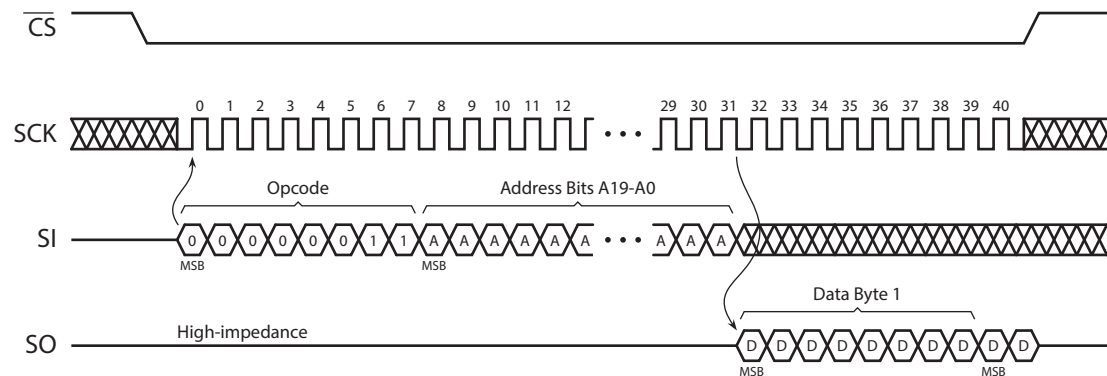 CS
0 1 2 3 4 5 6 7 8 9 10 11 12 29 30 31 32 33 34 35 36 37 38 39 40
SCK
Opcode Address Bits A19-A0
SI 0 0 0 0 0 0 1 1 A A A A A A A A A
MSB MSB
Data Byte 1
High-impedance
SO D D D D D D D D D D
MSB MSB